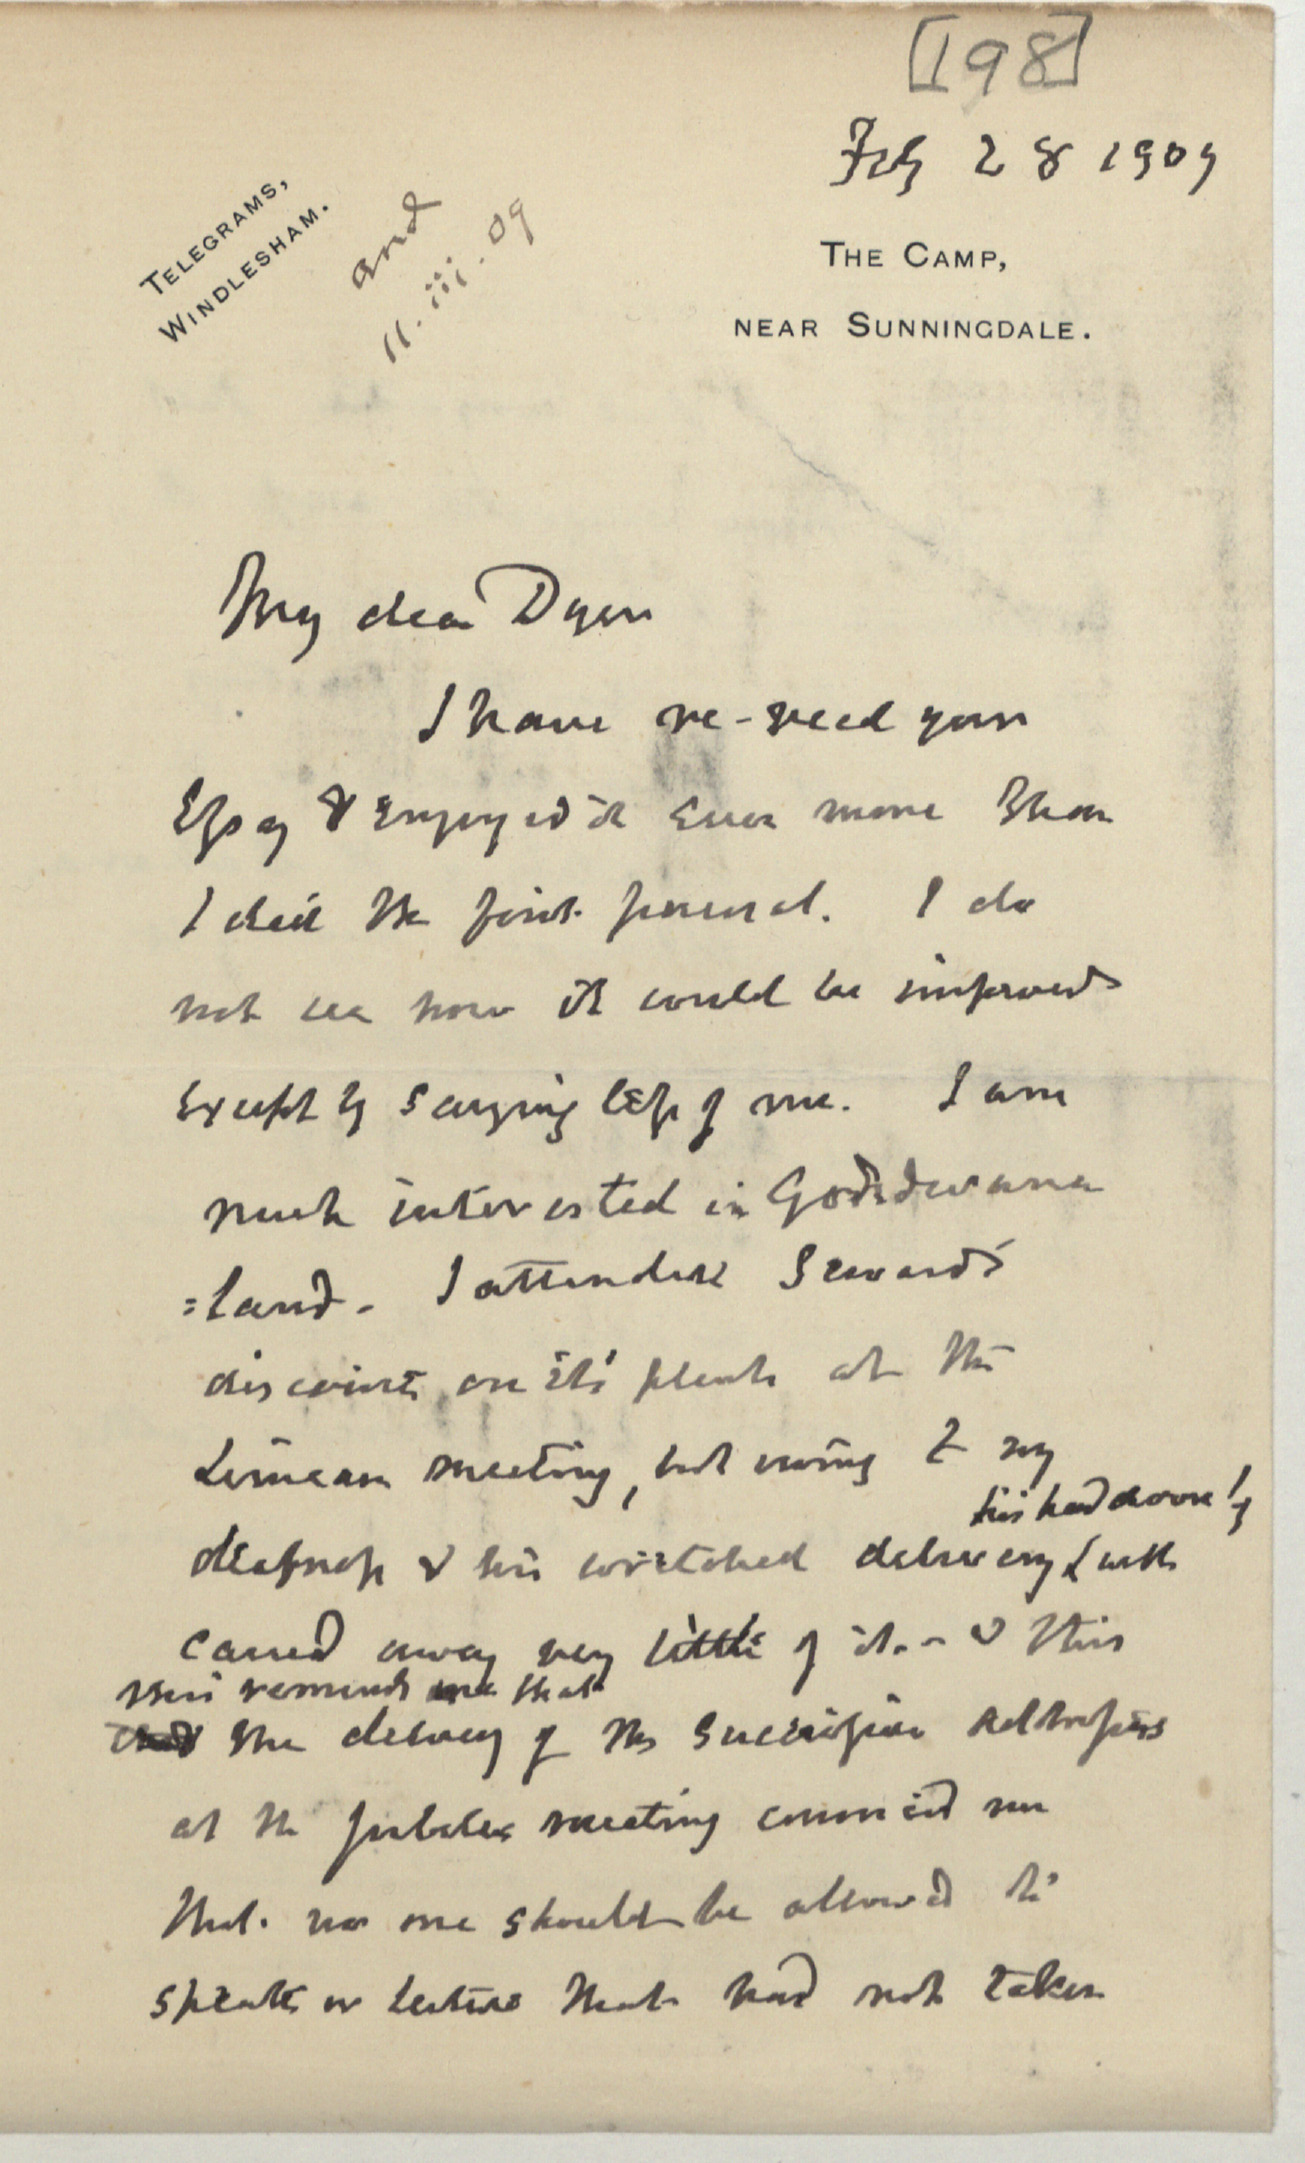 [198]
Feb 28 1909
TELEGRAMS,
WINDLESHAM.
and
11.iii.09
THE CAMP,
NEAR SUNNINGDALE.
My dear Dyer
I have re-read your
Essay & enjoyed it even more than
I did the first perusal. I do
not see how it could be improved
except by saying less of me. I am
much interested in Gondwana
=land. I attended Seward's
discourse on its plants at the
Linnean meeting, but owing to my
his head down
deafness & his wretched delivery with
carried away very little of it. - & this
this reminds me that
the delivery of the successive addresses
at the Jubilee meeting convinced me
that no one should be allowed to
speak or lecture that had not taken